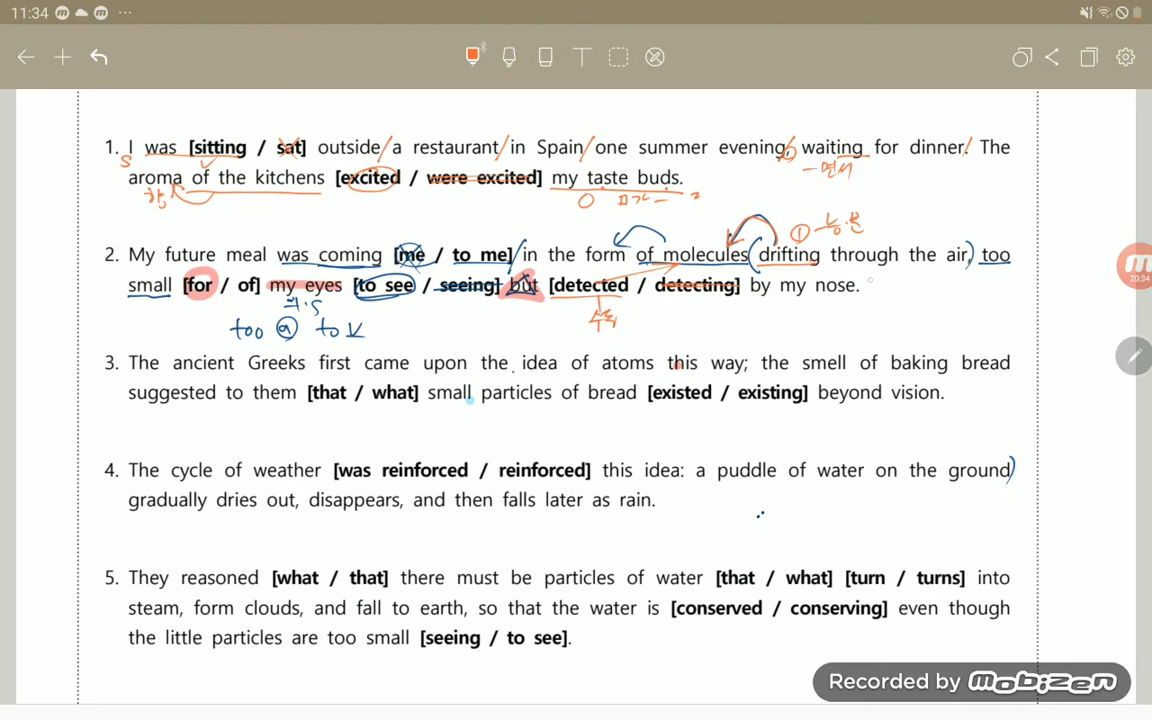 11:34
1. I was [sitting / sat] outside a restaurant in Spain one summer evening, waiting for dinner. The
S
-면서
aroma of the kitchens [excited / were excited] my taste buds.
향
2. My future meal was coming [me / to me] in the form of molecules drifting through the air, too
①
small [for / of] my eyes [to see / seeing] but [detected / detecting] by my nose.
too ⓐ to V
3. The ancient Greeks first came upon the idea of atoms this way; the smell of baking bread
suggested to them [that / what] small particles of bread [existed / existing] beyond vision.
4. The cycle of weather [was reinforced / reinforced] this idea: a puddle of water on the ground
gradually dries out, disappears, and then falls later as rain.
5. They reasoned [what / that] there must be particles of water [that / what] [turn / turns] into
steam, form clouds, and fall to earth, so that the water is [conserved / conserving] even though
the little particles are too small [seeing / to see].
20:34
Recorded by mobizen